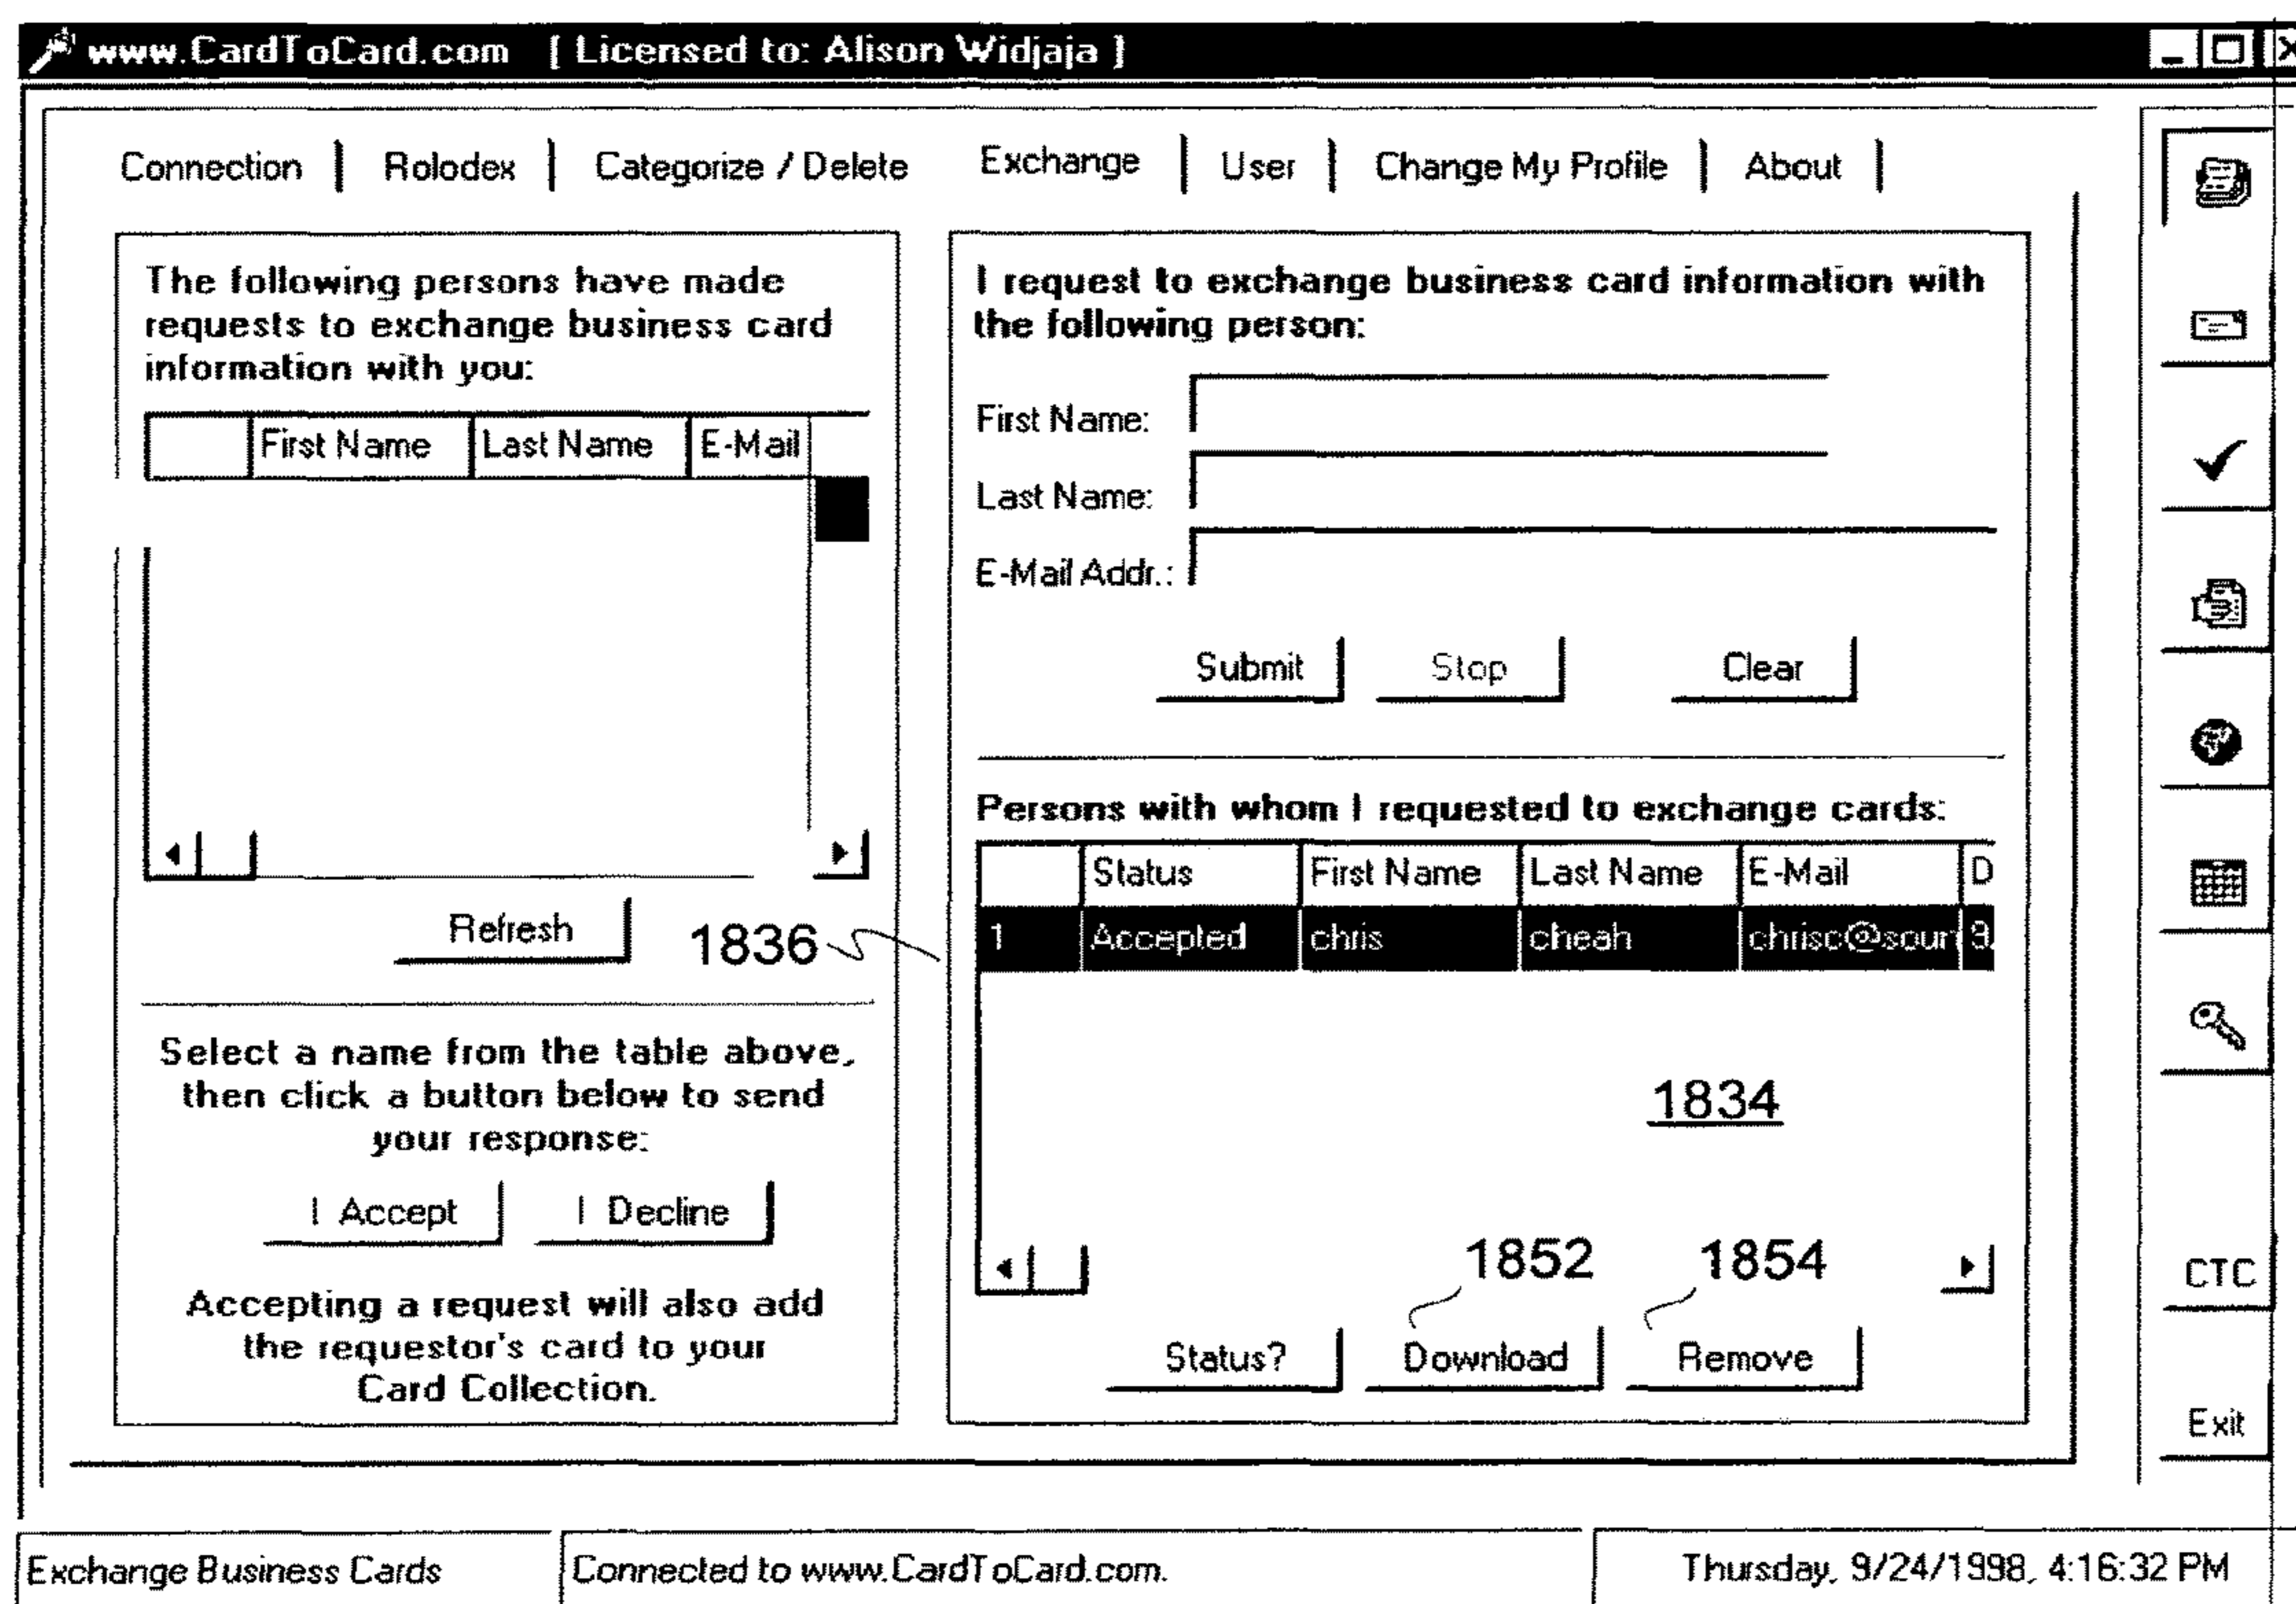 www.CardToCard.com [ Licensed to: Alison Widjaja ]
Connection | Rolodex | Categorize / Delete Exchange | User | Change My Profile | About |
The following persons have made
requests to exchange business card
information with you:
First Name Last Name E-Mail
Refresh
1836
Select a name from the table above,
then click a button below to send
your response:
I Accept I Decline
Accepting a request will also add
the requestor's card to your
Card Collection.
I request to exchange business card information with
the following person:
First Name:
Last Name:
E-Mail Addr.:
Submit Stop Clear
Persons with whom I requested to exchange cards:
Status First Name Last Name E-Mail D
1 Accepted chris cheah
1834
1852 1854
Status? Download Remove
CTC
Exit
Exchange Business Cards Connected to www.CardToCard.com. Thursday, 9/24/1998, 4:16:32 PM